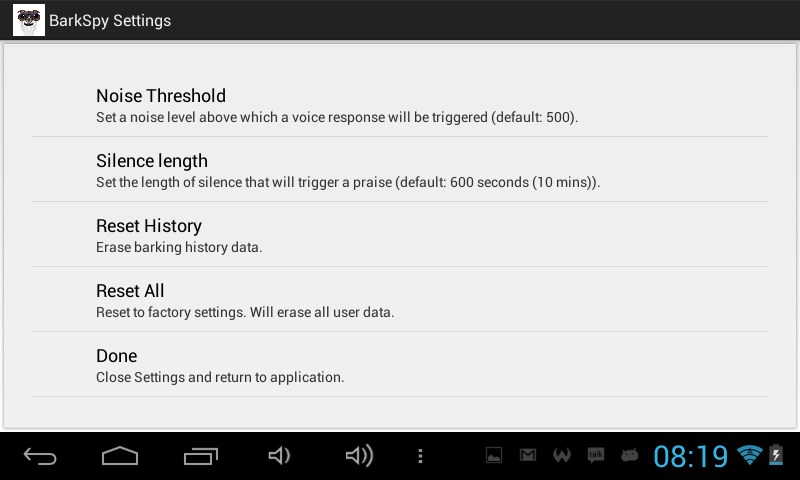 BarkSpy Settings
Noise Threshold
Set a noise level above which a voice response will be triggered (default: 500).
Silence length
Set the length of silence that will trigger a praise (default: 600 seconds (10 mins)).
Reset History
Erase barking history data.
Reset All
Reset to factory settings. Will erase all user data.
Done
Close Settings and return to application.
talk
08:19